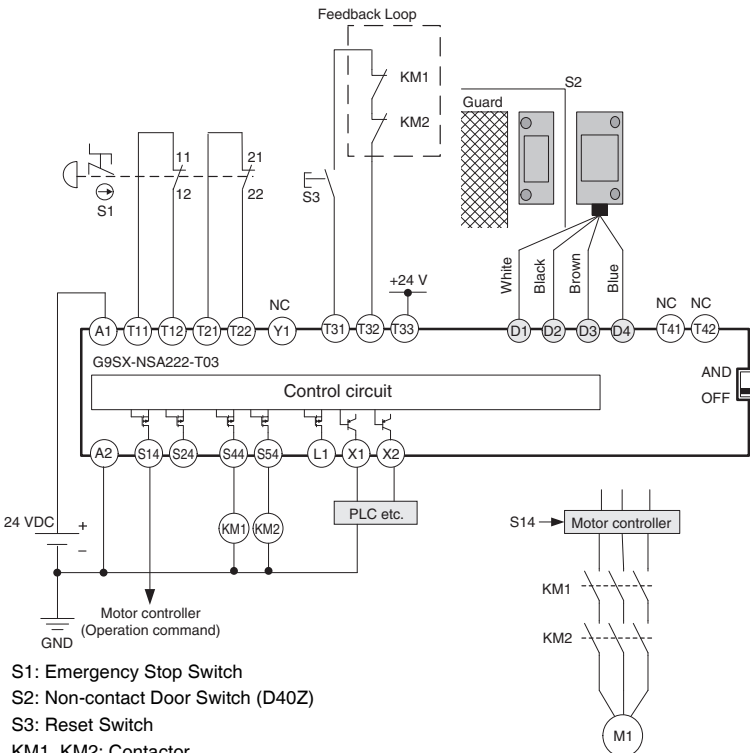 Feedback Loop
KM1
KM2
S2
Guard
11
21
12
22
S1
S3
White
Black
Brown
Blue
+24 V
NC
NC
NC
A1
T11
T12
T21
T22
Y1
T31
T32
T33
D1
D2
D3
D4
T41
T42
G9SX-NSA222-T03
AND
OFF
Control circuit
A2
S14
S24
S44
S54
L1
X1
X2
24 VDC
+
–
KM1
KM2
PLC etc.
S14
Motor controller
KM1
KM2
M1
GND
Motor controller
(Operation command)
S1: Emergency Stop Switch
S2: Non-contact Door Switch (D40Z)
S3: Reset Switch
KM1, KM2: Contactor